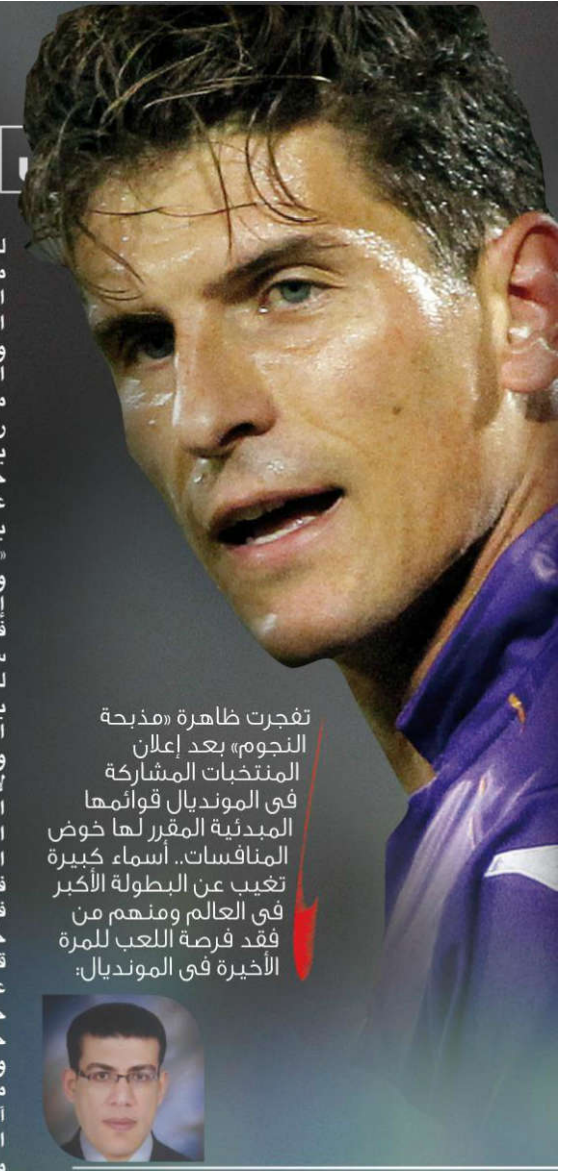 تفجرت ظاهرة «مذبحة
النجوم» بعد إعلان
المنتخبات المشاركة
فى المونديال قوائمها
المبدئية المقرر لها خوض
المنافسات.. أسماء كبيرة
تغيب عن البطولة الأكبر
فى العالم ومنهم من
فقد فرصة اللعب للمرة
الأخيرة فى المونديال: